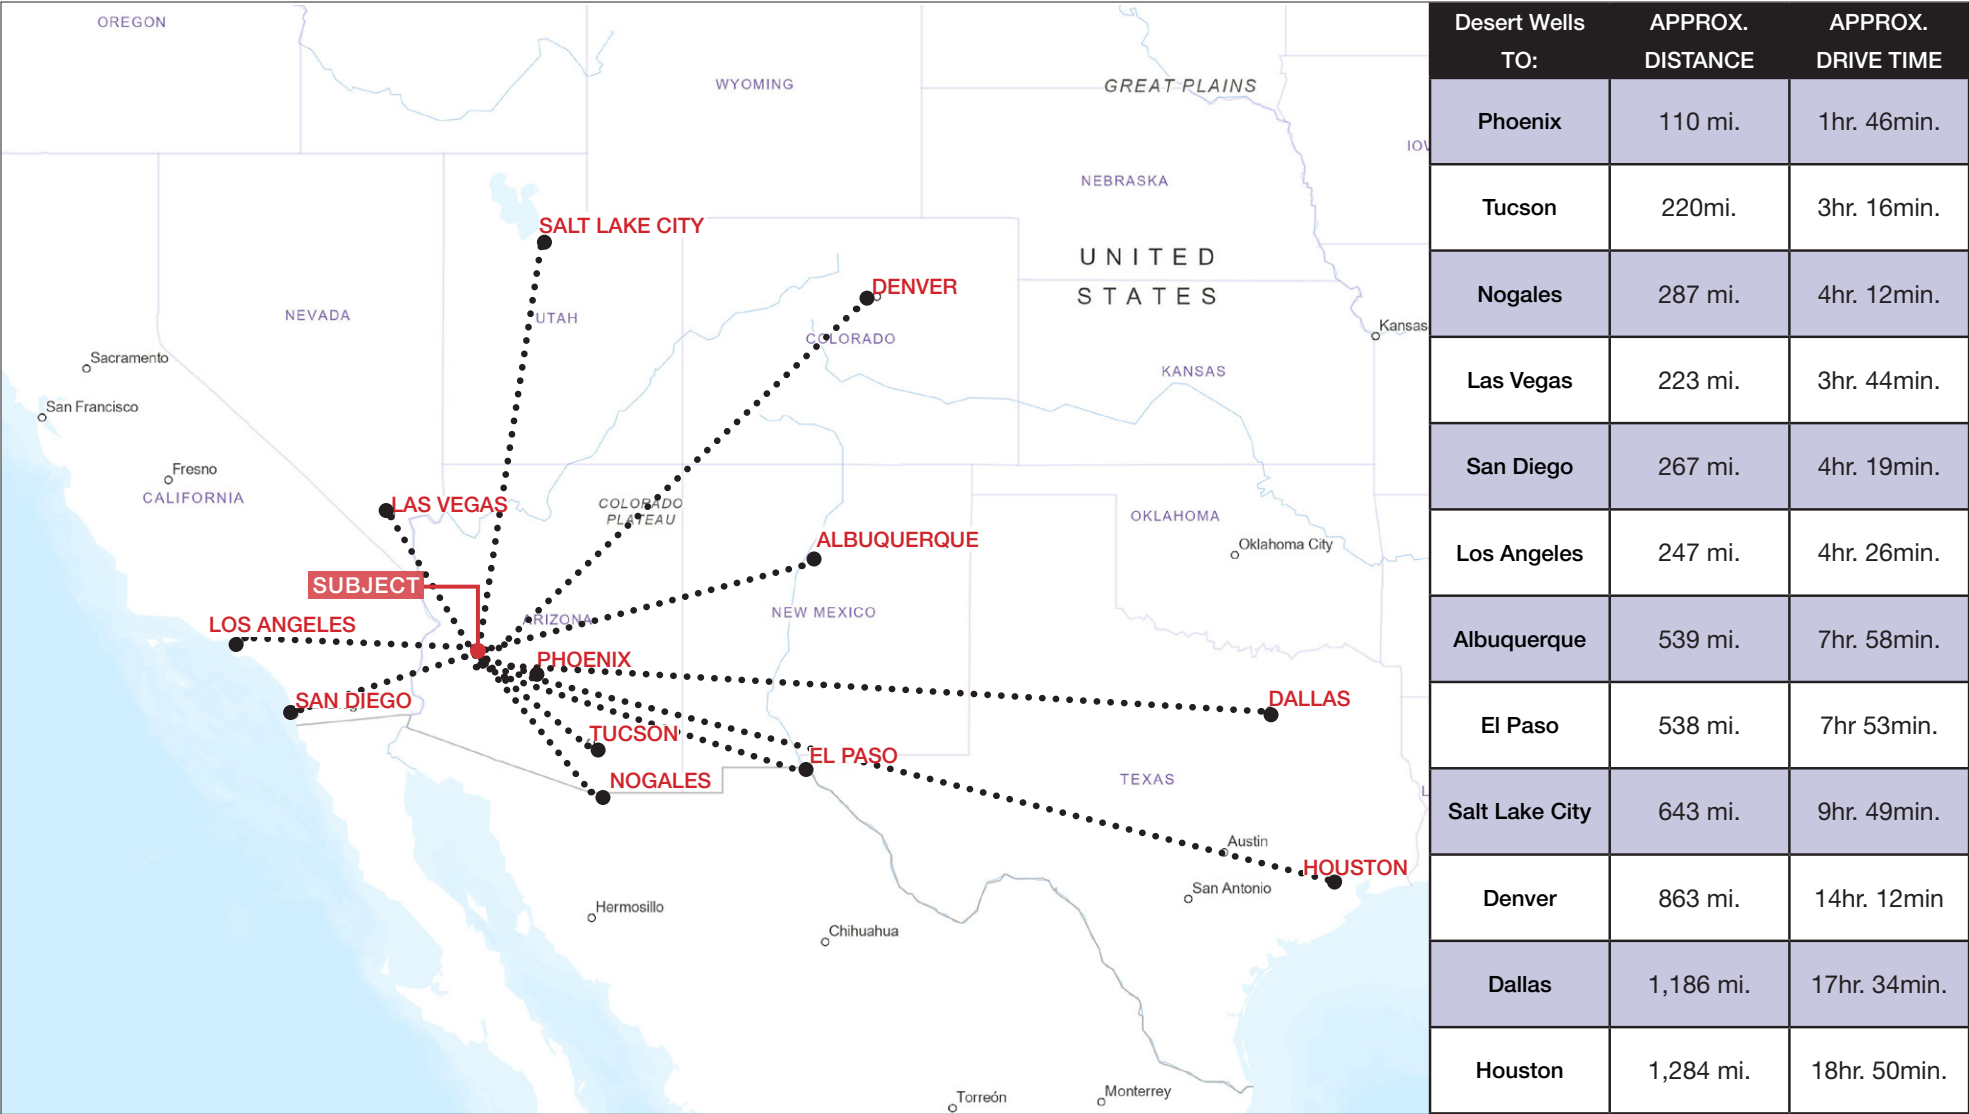 OREGON
WYOMING
GREAT PLAINS
NEBRASKA
SALT LAKE CITY
UNITED
STATES
DENVER
NEVADA
UTAH
COLORADO
Kansas
Sacramento
KANSAS
San Francisco
Fresno
CALIFORNIA
LAS VEGAS
COLORADO
PLATEAU
OKLAHOMA
ALBUQUERQUE
Oklahoma City
SUBJECT
ARIZONA
NEW MEXICO
LOS ANGELES
PHOENIX
SAN DIEGO
DALLAS
TUCSON
EL PASO
NOGALES
TEXAS
Austin
HOUSTON
San Antonio
Hermosillo
Chihuahua
Torreón
Monterrey
Desert Wells APPROX. APPROX.
TO: DISTANCE DRIVE TIME
Phoenix 110 mi. 1hr. 46min.
Tucson 220mi. 3hr. 16min.
Nogales 287 mi. 4hr. 12min.
Las Vegas 223 mi. 3hr. 44min.
San Diego 267 mi. 4hr. 19min.
Los Angeles 247 mi. 4hr. 26min.
Albuquerque 539 mi. 7hr. 58min.
El Paso 538 mi. 7hr 53min.
Salt Lake City 643 mi. 9hr. 49min.
Denver 863 mi. 14hr. 12min
Dallas 1,186 mi. 17hr. 34min.
Houston 1,284 mi. 18hr. 50min.